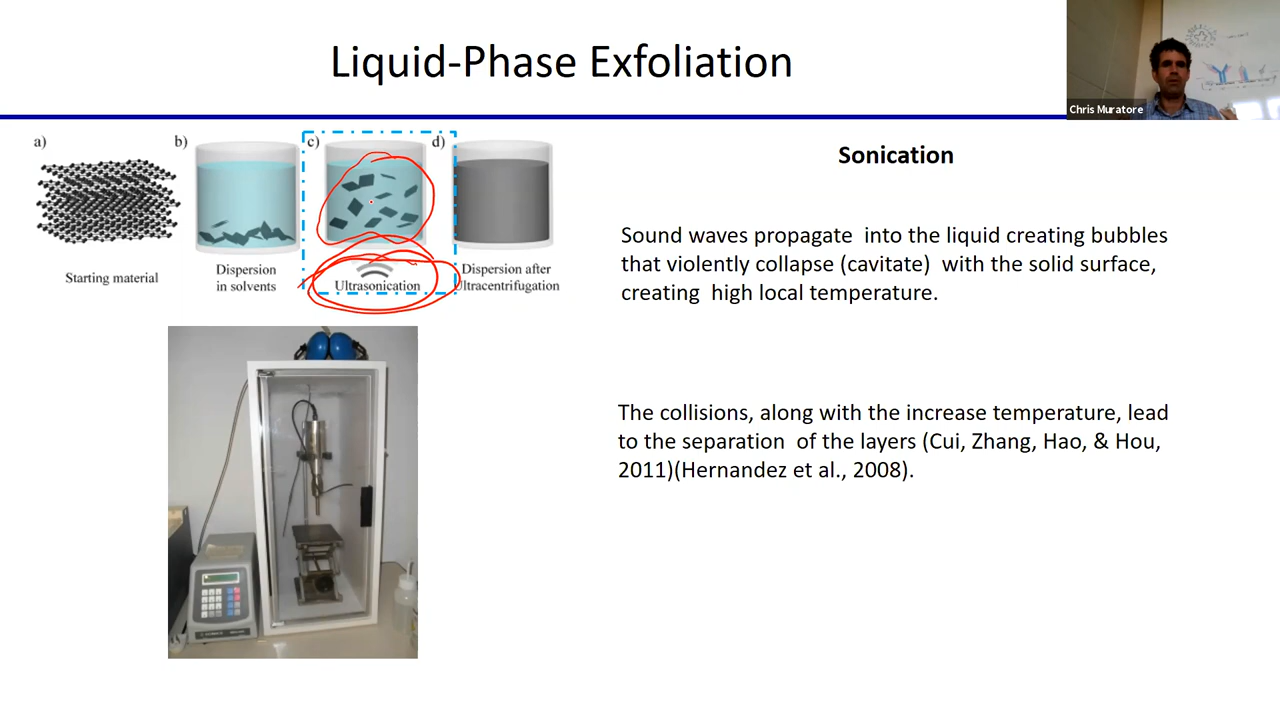 Liquid-Phase Exfoliation
Chris Muratore
a)
b)
c)
d)
Starting material
Dispersion
in solvents
Ultrasonication
Dispersion after
Ultracentrifugation
Sonication
Sound waves propagate into the liquid creating bubbles
that violently collapse (cavitate) with the solid surface,
creating high local temperature.
The collisions, along with the increase temperature, lead
to the separation of the layers (Cui, Zhang, Hao, & Hou,
2011)(Hernandez et al., 2008).